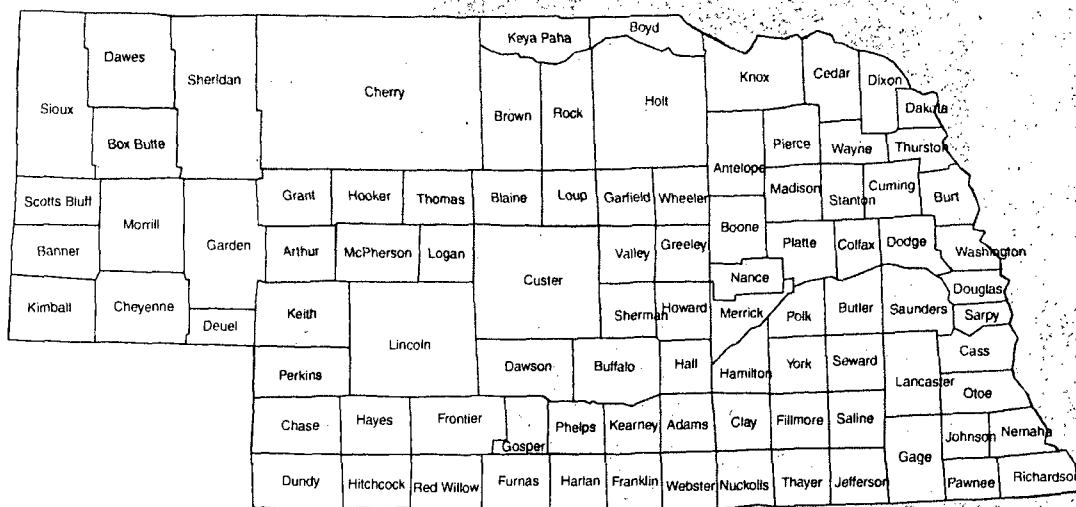 Keya Paha Boyd
Dawes Sheridan Cherry Knox Cedar Dixon
Sioux Brown Rock Holt Dakota
Box Butte Pierce Wayne Thurston
Antelope
Scotts Bluff Grant Hooker Thomas Blaine Loup Garfield Wheeler Madison Stanton Cuming Burt
Morrill Boone
Banner Garden Arthur McPherson Logan Valley Greeley Platte Colfax Dodge Washington
Custer Nance
Kimball Cheyenne Keith Sherman Howard Merrick Polk Butler Saunders Douglas
Deuel Lincoln Sarpy
Perkins Dawson Buffalo Hall Hamilton York Seward Cass
Lancaster Otoe
Chase Hayes Frontier Gosper Phelps Kearney Adams Clay Fillmore Saline Johnson Nemaha
Gage
Dundy Hitchcock Red Willow Furnas Harlan Franklin Webster Nuckolls Thayer Jefferson Pawnee Richardson